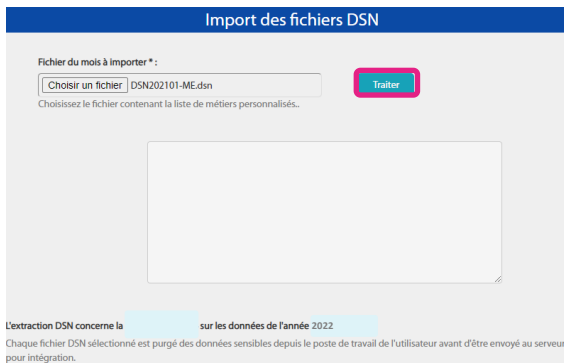 Import des fichiers DSN
Fichier du mois à importer * :
Choisir un fichier DSN202101-ME.dsn
Traiter
Choisissez le fichier contenant la liste de métiers personnalisés..
L'extraction DSN concerne la sur les données de l'année 2022
Chaque fichier DSN sélectionné est purgé des données sensibles depuis le poste de travail de l'utilisateur avant d'être envoyé au serveur
pour intégration.